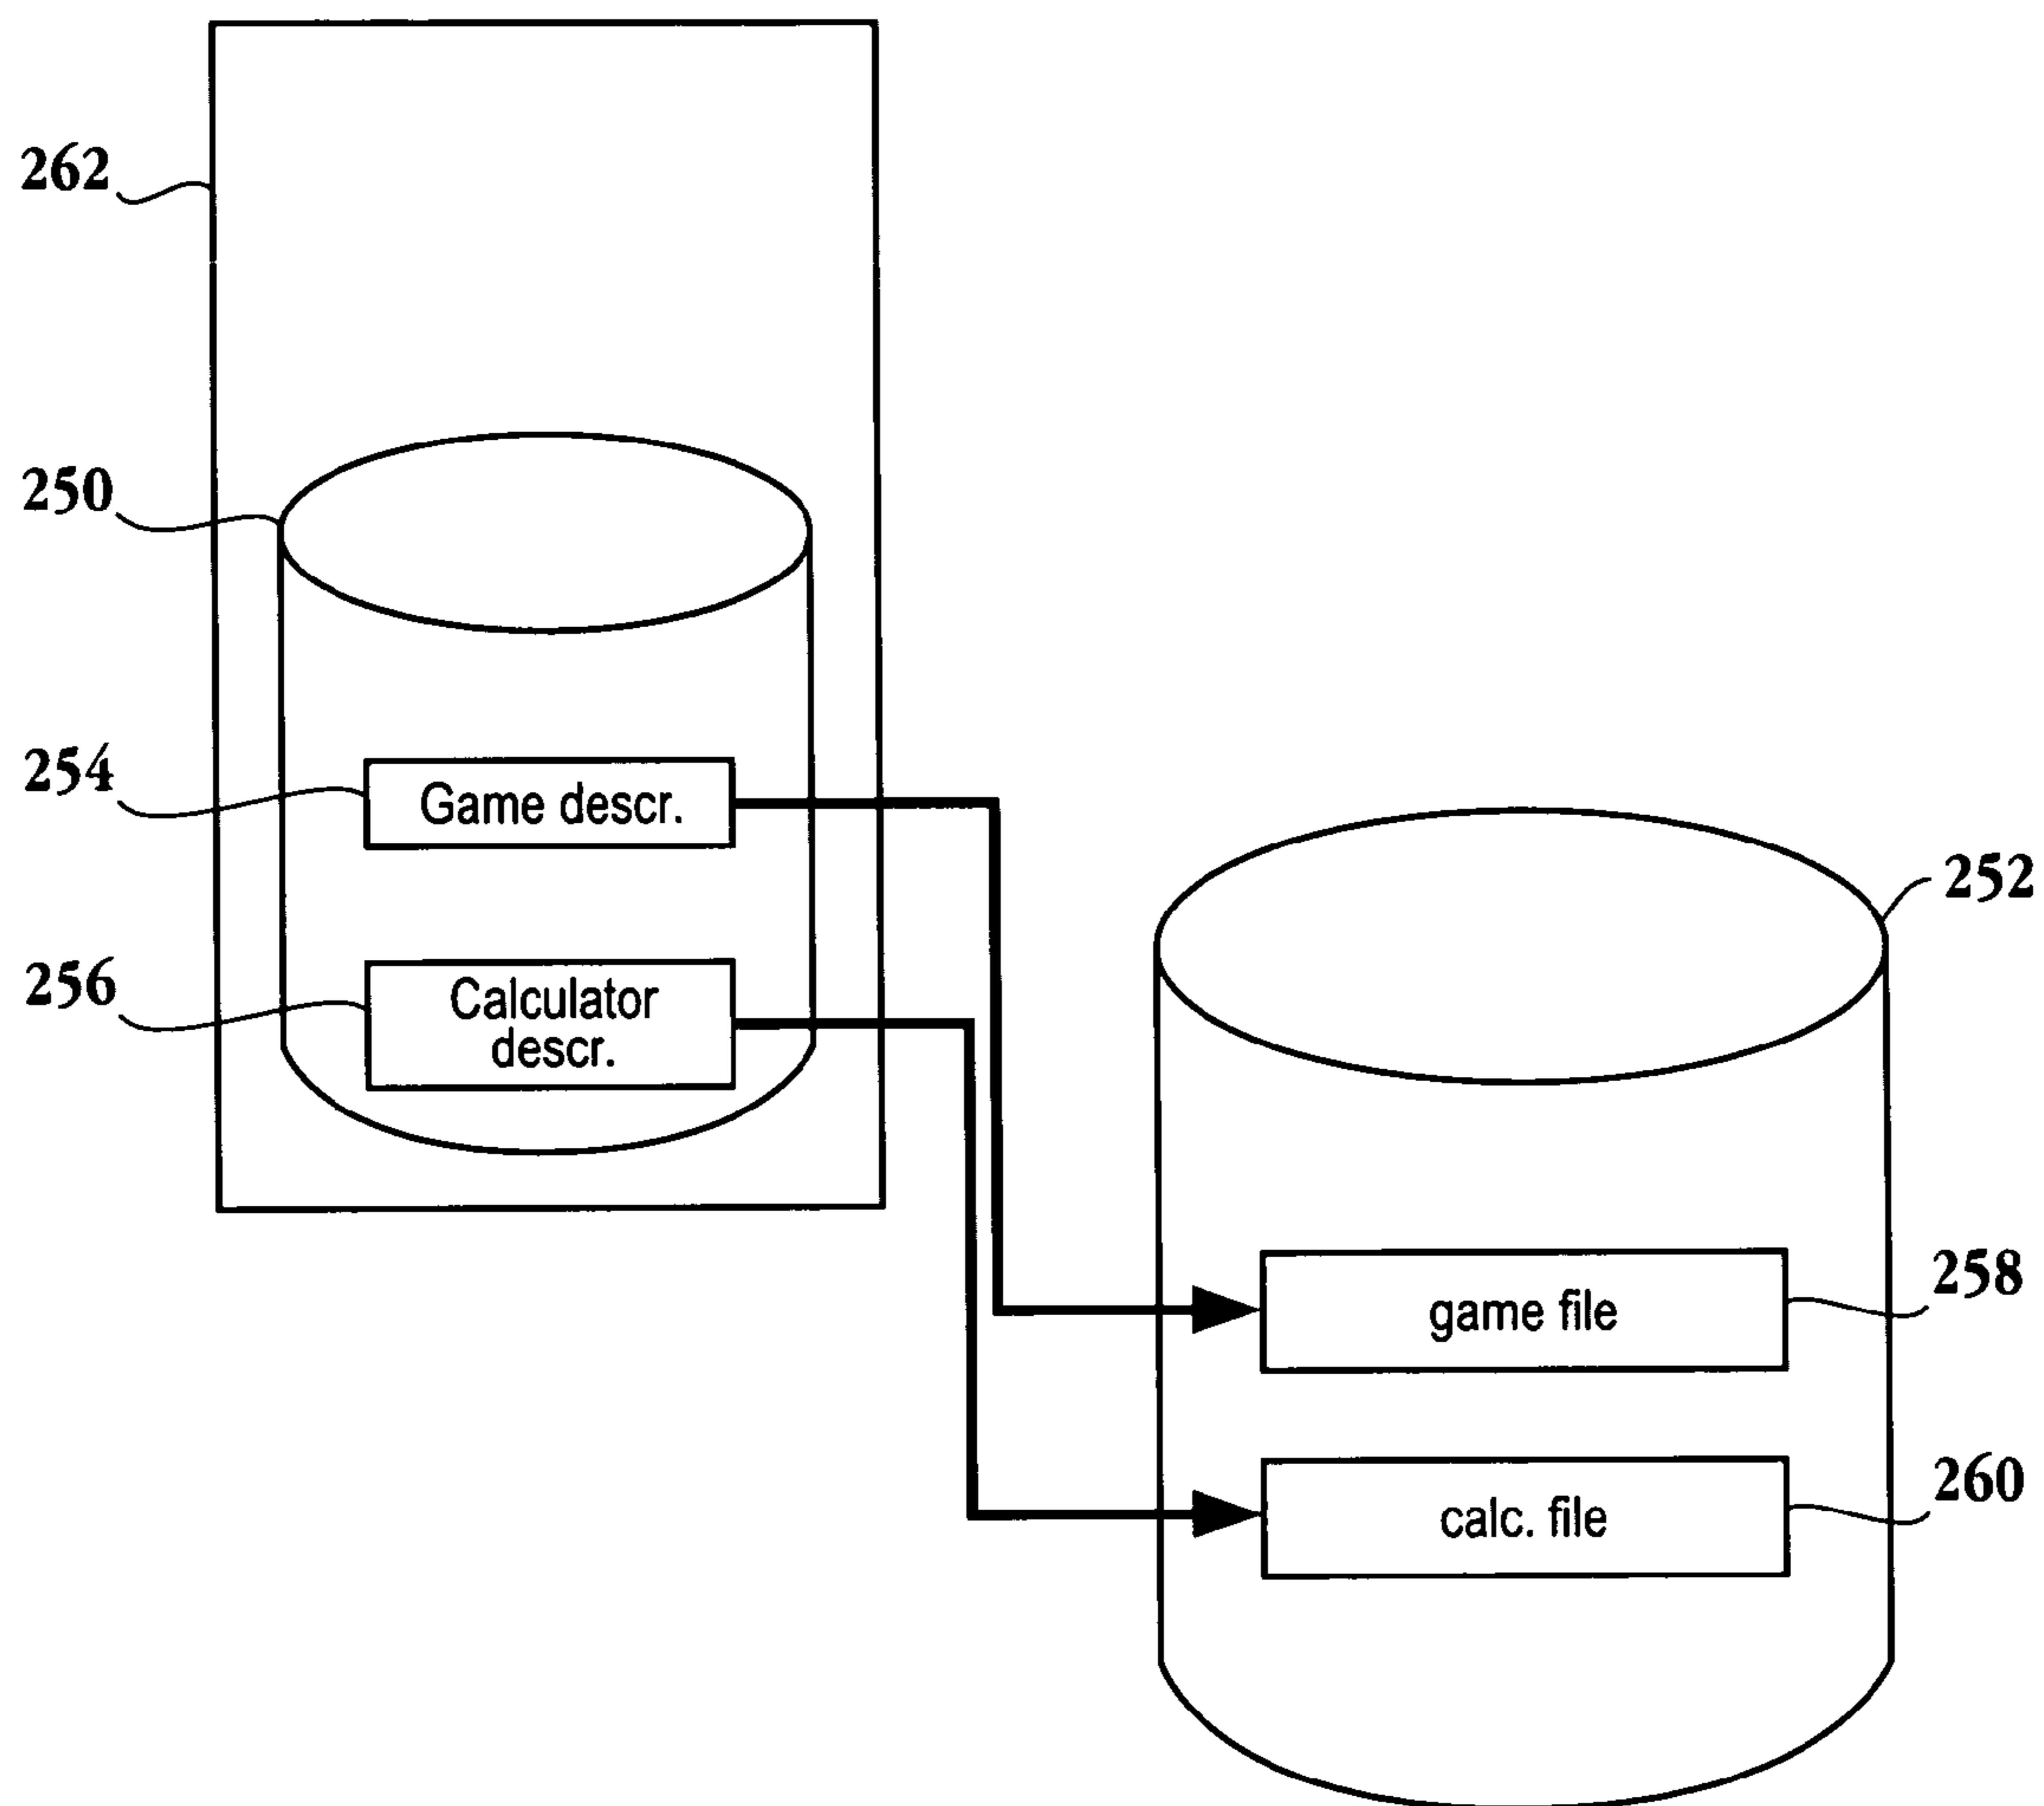 262
250
254
Game descr.
252
256
Calculator
descr.
258
game file
260
calc. file